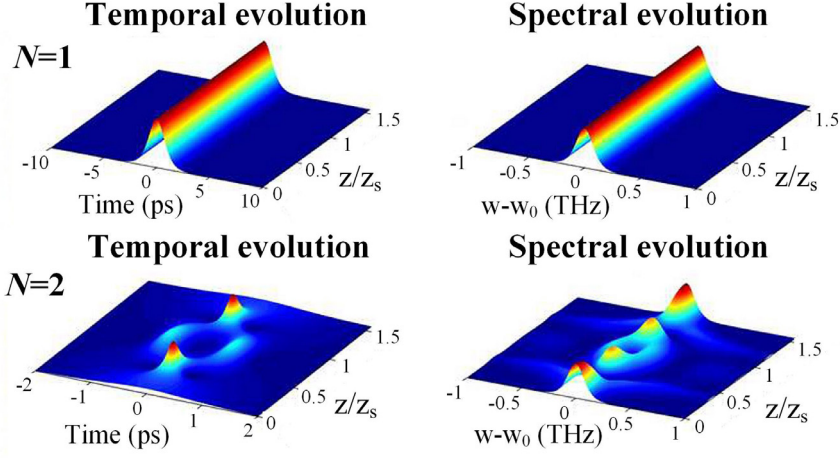 Temporal evolution
Spectral evolution
N=1
-10 -5 0 5 10
Time (ps)
0 0.5 1 1.5
z/zs
-1 -0.5 0 0.5 1
w-w0 (THz)
0 0.5 1 1.5
z/zs
Temporal evolution
Spectral evolution
N=2
-2 -1 0 1 2
Time (ps)
0 0.5 1 1.5
z/zs
-1 -0.5 0 0.5 1
w-w0 (THz)
0 0.5 1 1.5
z/zs